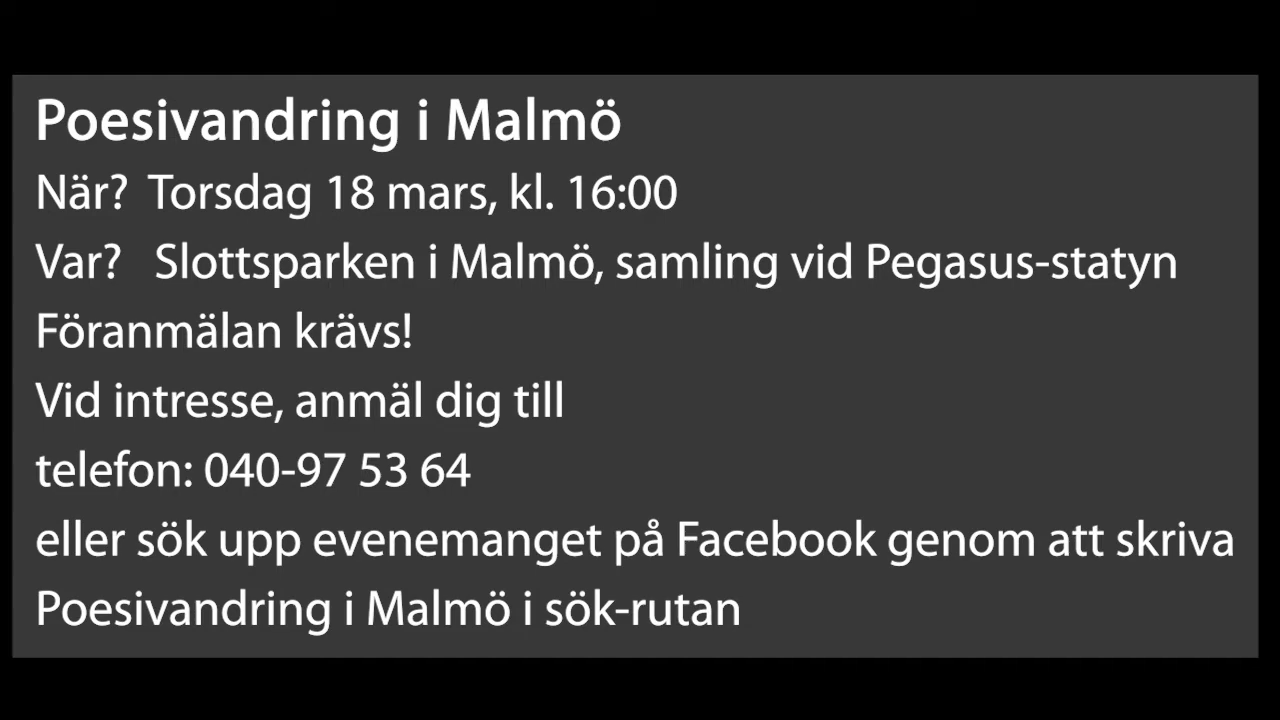 Poesivandring i Malmö
När? Torsdag 18 mars, kl. 16:00
Var? Slottsparken i Malmö, samling vid Pegasus-statyn
Föranmälan krävs!
Vid intresse, anmäl dig till
telefon: 040-97 53 64
eller sök upp evenemanget på Facebook genom att skriva
Poesivandring i Malmö i sök-rutan